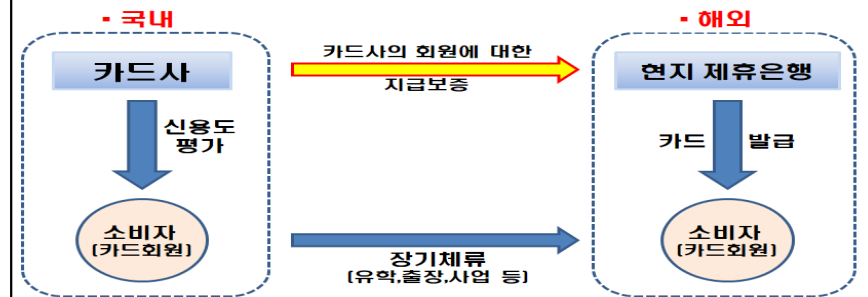 - 국내
- 해외
카드사
카드사의 회원에 대한
지급보증
현지 제휴은행
신용도
평가
카드 발급
소비자
(카드회원)
장기체류
(유학,출장,사업 등)
소비자
(카드회원)